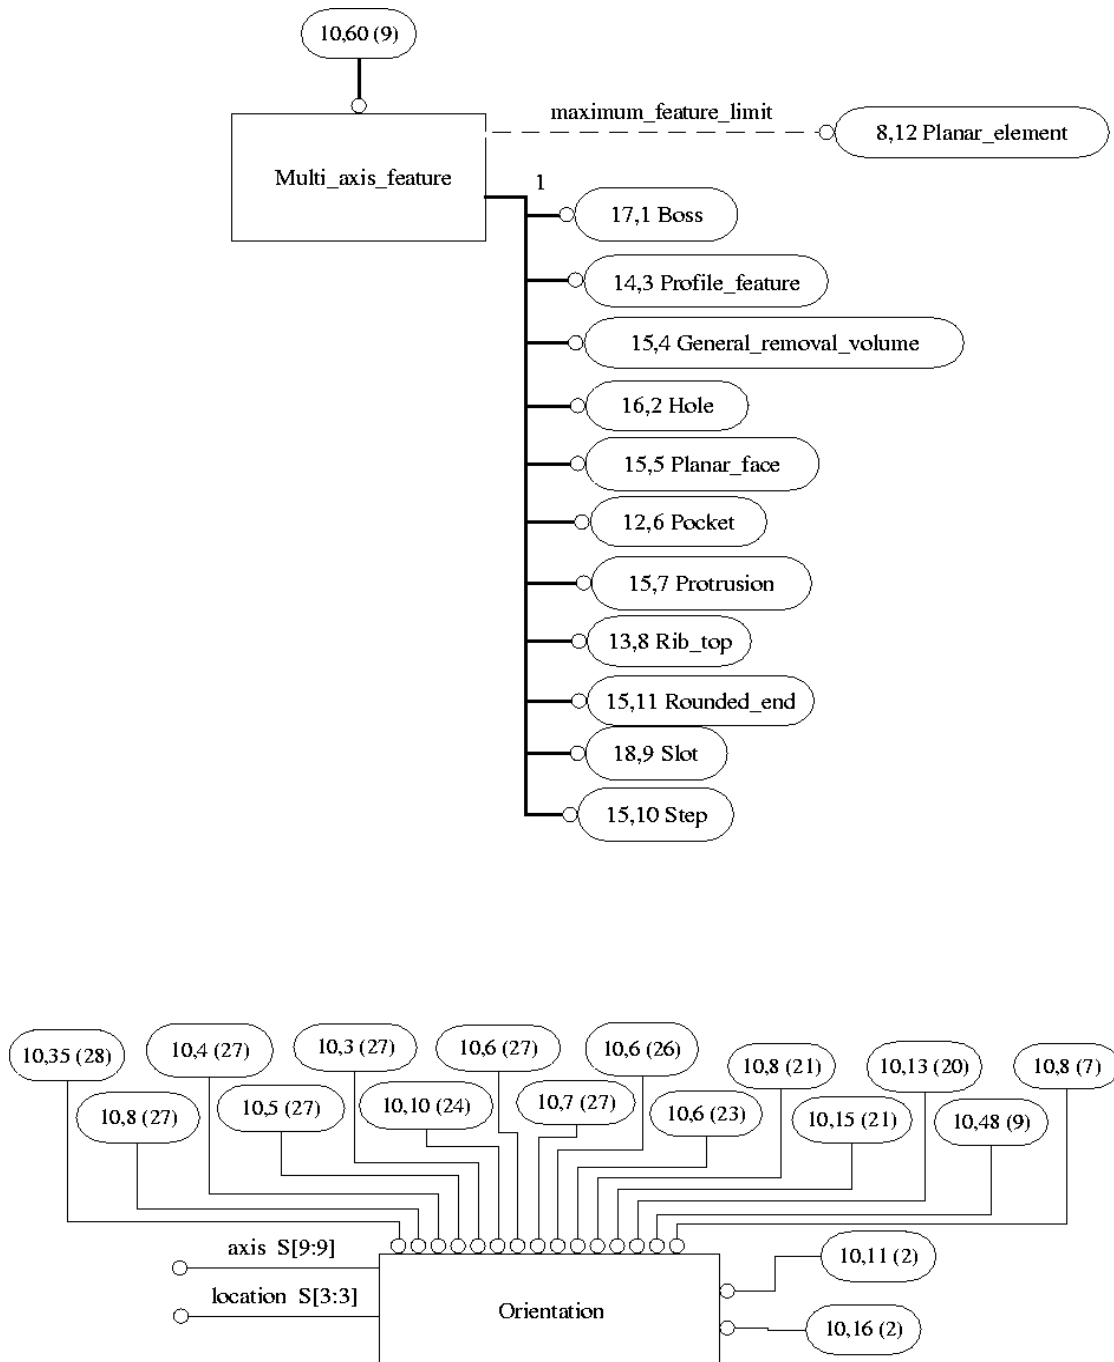 10,60 (9)
maximum_feature_limit
8,12 Planar_element
Multi_axis_feature
1
17,1 Boss
14,3 Profile_feature
15,4 General_removal_volume
16,2 Hole
15,5 Planar_face
12,6 Pocket
15,7 Protrusion
13,8 Rib_top
15,11 Rounded_end
18,9 Slot
15,10 Step
10,35 (28)
10,4 (27)
10,3 (27)
10,6 (27)
10,6 (26)
10,8 (21)
10,13 (20)
10,8 (7)
10,8 (27)
10,5 (27)
10,10 (24)
10,7 (27)
10,6 (23)
10,15 (21)
10,48 (9)
axis S[9:9]
10,11 (2)
location S[3:3]
Orientation
10,16 (2)